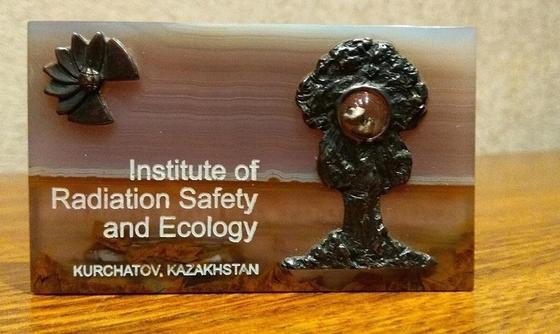 Institute of
Radiation Safety
and Ecology
KURCHATOV, KAZAKHSTAN